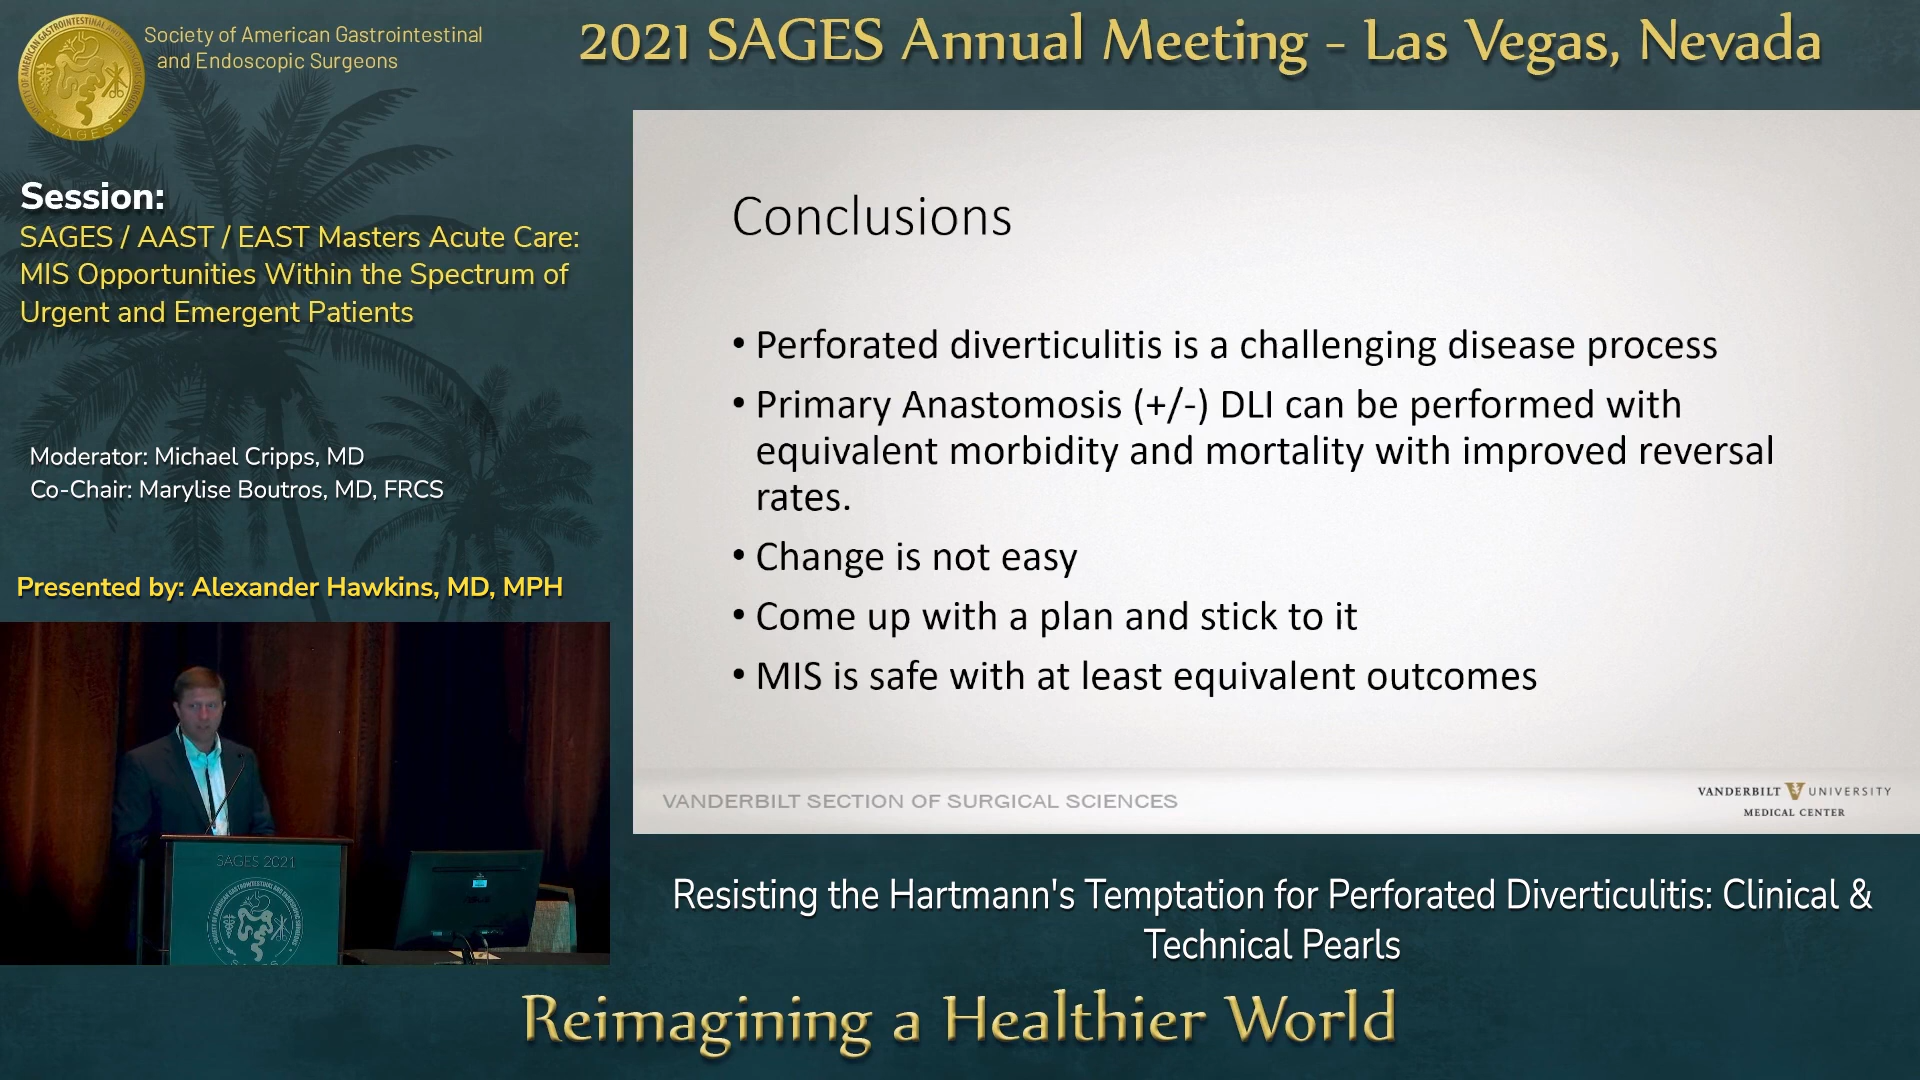 Society of American Gastrointestinal
and Endoscopic Surgeons
2021 SAGES Annual Meeting - Las Vegas, Nevada
SAGES
Session:
SAGES / AAST / EAST Masters Acute Care:
MIS Opportunities Within the Spectrum of
Urgent and Emergent Patients
Moderator: Michael Cripps, MD
Co-Chair: Marylise Boutros, MD, FRCS
Presented by: Alexander Hawkins, MD, MPH
SAGES 2021
Conclusions
• Perforated diverticulitis is a challenging disease process
• Primary Anastomosis (+/-) DLI can be performed with
equivalent morbidity and mortality with improved reversal
rates.
• Change is not easy
• Come up with a plan and stick to it
• MIS is safe with at least equivalent outcomes
VANDERBILT SECTION OF SURGICAL SCIENCES
VANDERBILT V UNIVERSITY
MEDICAL CENTER
Resisting the Hartmann's Temptation for Perforated Diverticulitis: Clinical &
Technical Pearls
Reimagining a Healthier World